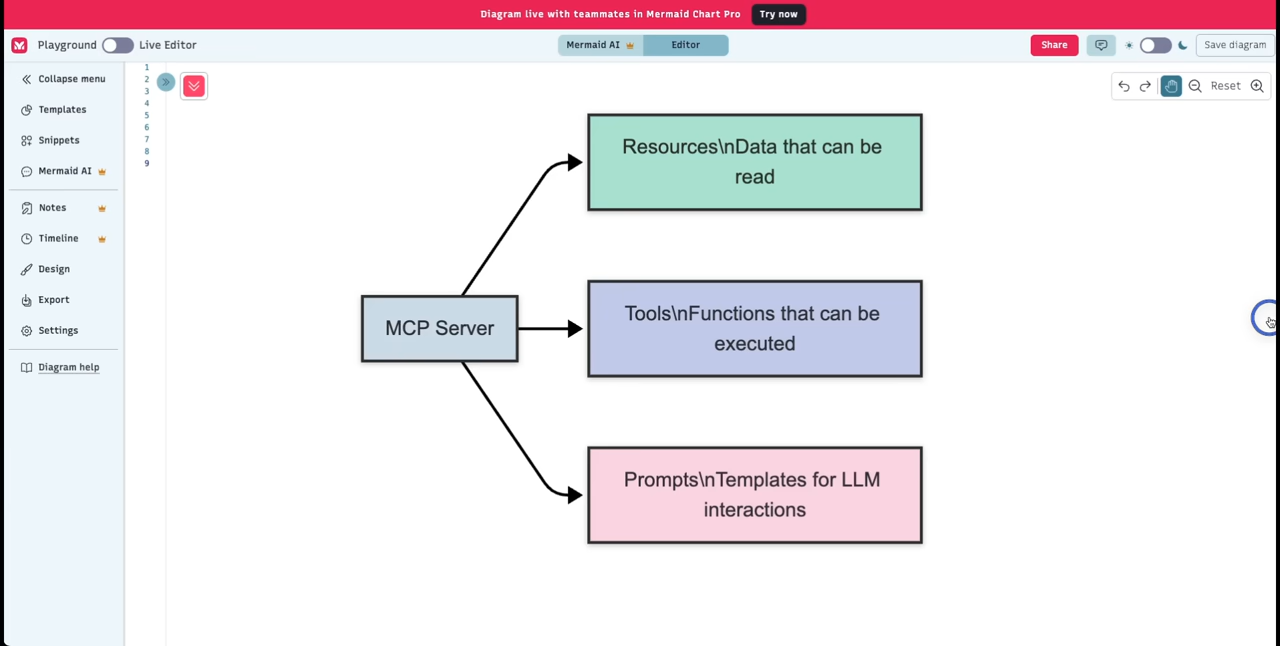 Diagram live with teammates in Mermaid Chart Pro Try now
Playground Live Editor
Mermaid AI Editor
Share
Save diagram
Collapse menu
Templates
Snippets
Mermaid AI
Notes
Timeline
Design
Export
Settings
Diagram help
1
2
3
4
5
6
7
8
9
Reset
Resources\nData that can be
read
MCP Server
Tools\nFunctions that can be
executed
Prompts\nTemplates for LLM
interactions